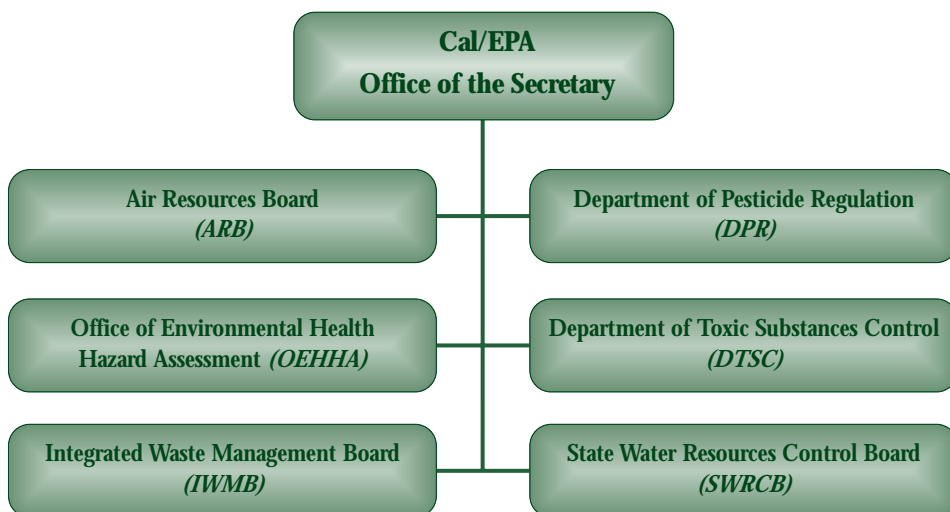 Cal/EPA
Office of the Secretary
Air Resources Board
(ARB)
Department of Pesticide Regulation
(DPR)
Office of Environmental Health
Hazard Assessment (OEHHA)
Department of Toxic Substances Control
(DTSC)
Integrated Waste Management Board
(IWMB)
State Water Resources Control Board
(SWRCB)